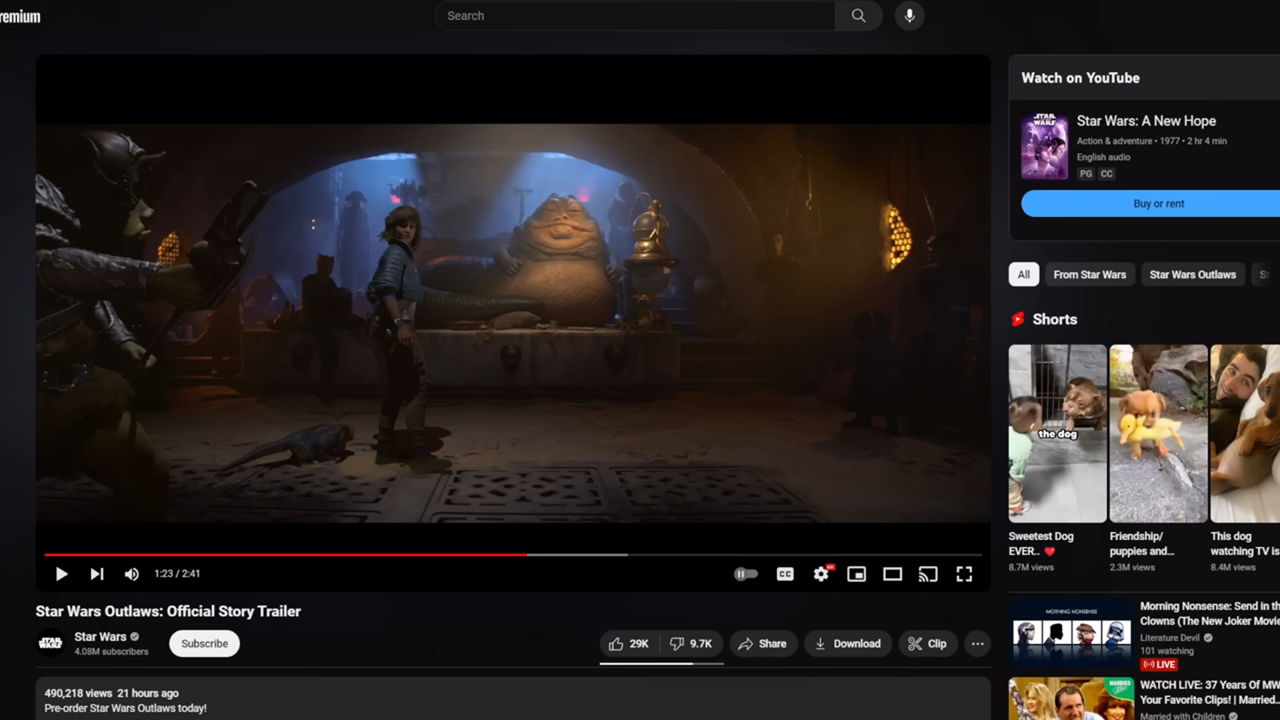 remium
Search
Watch on YouTube
STAR WARS
Star Wars: A New Hope
Action & adventure • 1977 • 2 hr 4 min
English audio
PG CC
Buy or rent
All From Star Wars Star Wars Outlaws
Shorts
the dog
Sweetest Dog
EVER.. ❤️
8.7M views
Friendship/
puppies and...
2.3M views
This dog
watching TV is
8.4M views
1:23 / 2:41
CC
Star Wars Outlaws: Official Story Trailer
STAR WARS
Star Wars
4.08M subscribers
Subscribe
29K 9.7K Share Download Clip
490,218 views 21 hours ago
Pre-order Star Wars Outlaws today!
MORNING NONSENSE
Morning Nonsense: Send in th
Clowns (The New Joker Movie
Literature Devil
101 watching
LIVE
MARRIED
WATCH LIVE: 37 Years Of MW
Your Favorite Clips! | Married..
Married with Children